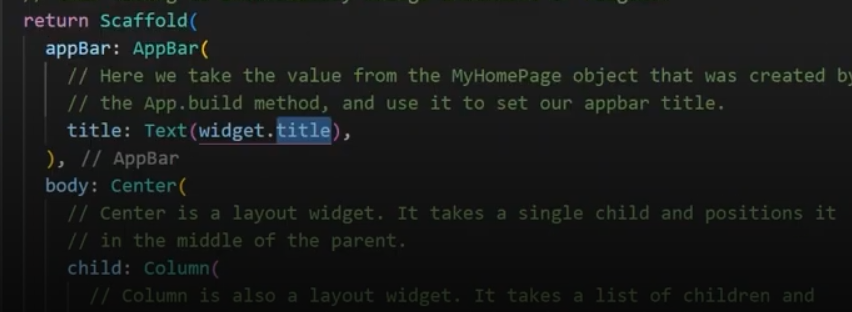 return Scaffold(
appBar: AppBar(
// Here we take the value from the MyHomePage object that was created by
// the App.build method, and use it to set our appbar title.
title: Text(widget.title),
), // AppBar
body: Center(
// Center is a layout widget. It takes a single child and positions it
// in the middle of the parent.
child: Column(
// Column is also a layout widget. It takes a list of children and